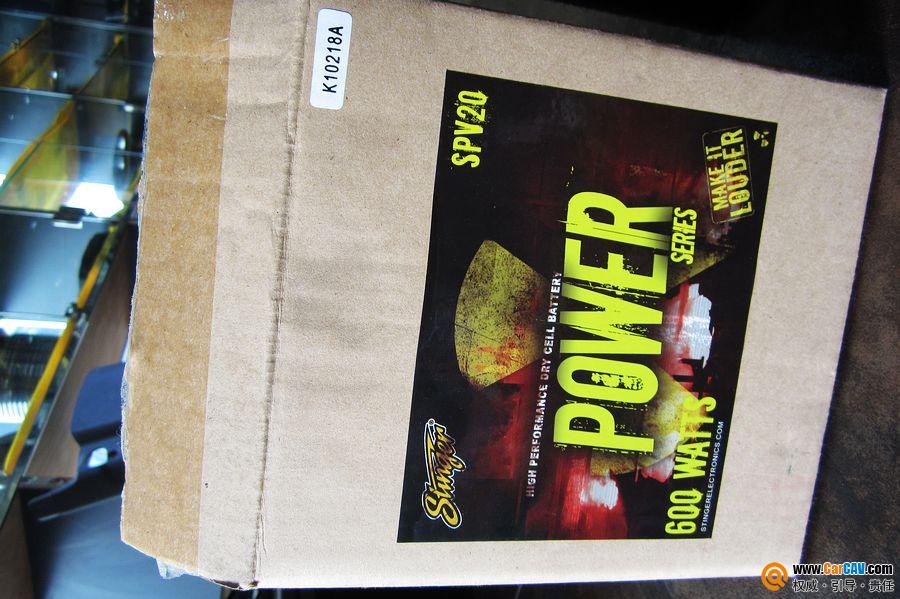 K10218A
Stinger®
SPV20
HIGH PERFORMANCE DRY CELL BATTERY
POWER
SERIES
600 WATTS
MAKE IT
LOUDER
STINGERELECTRONICS.COM
www.CarCAV.com
权威·引导·责任